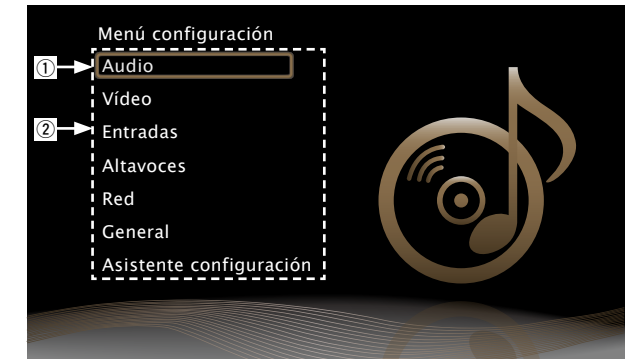 Menú configuración
① Audio
Vídeo
② Entradas
Altavoces
Red
General
Asistente configuración